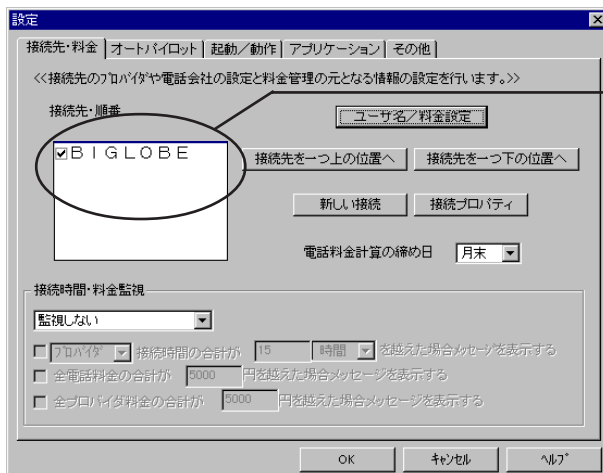 設定
接続先・料金 オートパイロット 起動／動作 アプリケーション その他
<<接続先のﾌﾟﾛﾊﾞｲﾀﾞや電話会社の設定と料金管理の元となる情報の設定を行います。>>
接続先・順番
ユーザ名／料金設定
ＢＩＧＬＯＢＥ
接続先を一つ上の位置へ 接続先を一つ下の位置へ
新しい接続 接続プロパティ
電話料金計算の締め日 月末
接続時間・料金監視
監視しない
ﾌﾟﾛﾊﾞｲﾀﾞ 接続時間の合計が 15 時間 を越えた場合ﾒｯｾｰｼﾞを表示する
全電話料金の合計が 5000 円を越えた場合メッセージを表示する
全プロバイダ料金の合計が 5000 円を越えた場合メッセージを表示する
OK ｷｬﾝｾﾙ ﾍﾙﾌﾟ